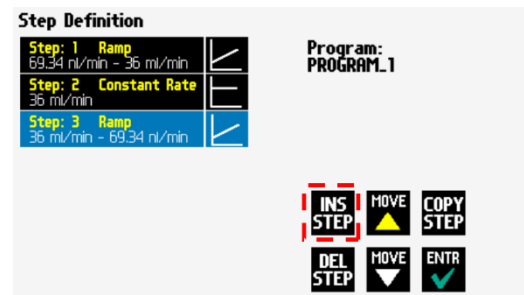 Step Definition
Step: 1 Ramp
69.34 nl/min - 36 ml/min
Step: 2 Constant Rate
36 ml/min
Step: 3 Ramp
36 ml/min - 69.34 nl/min
Program:
PROGRAM_1
INS
STEP
MOVE
COPY
STEP
DEL
STEP
MOVE
ENTR